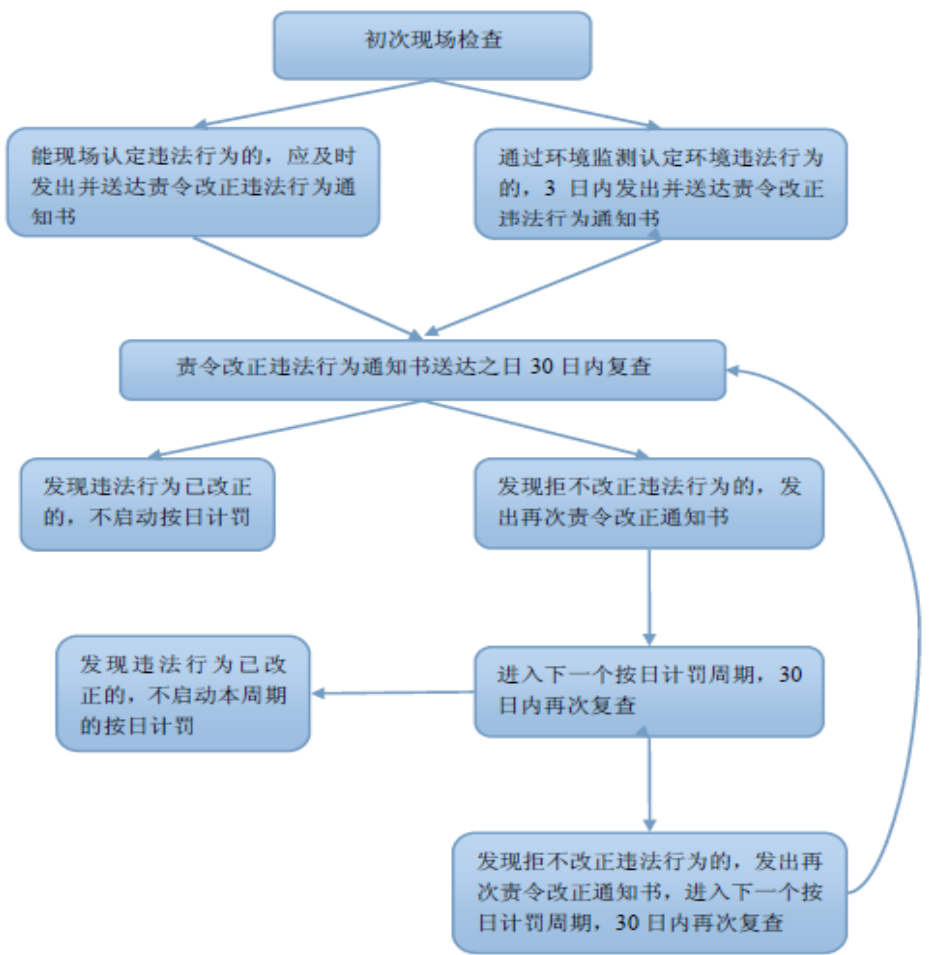 初次现场检查
能现场认定违法行为的，应及时
发出并送达责令改正违法行为通
知书
通过环境监测认定环境违法行为
的，3 日内发出并送达责令改正
违法行为通知书
责令改正违法行为通知书送达之日 30 日内复查
发现违法行为已改正
的，不启动按日计罚
发现拒不改正违法行为的，发
出再次责令改正通知书
发现违法行为已改
正的，不启动本周期
的按日计罚
进入下一个按日计罚周期，30
日内再次复查
发现拒不改正违法行为的，发出再
次责令改正通知书，进入下一个按
日计罚周期，30 日内再次复查